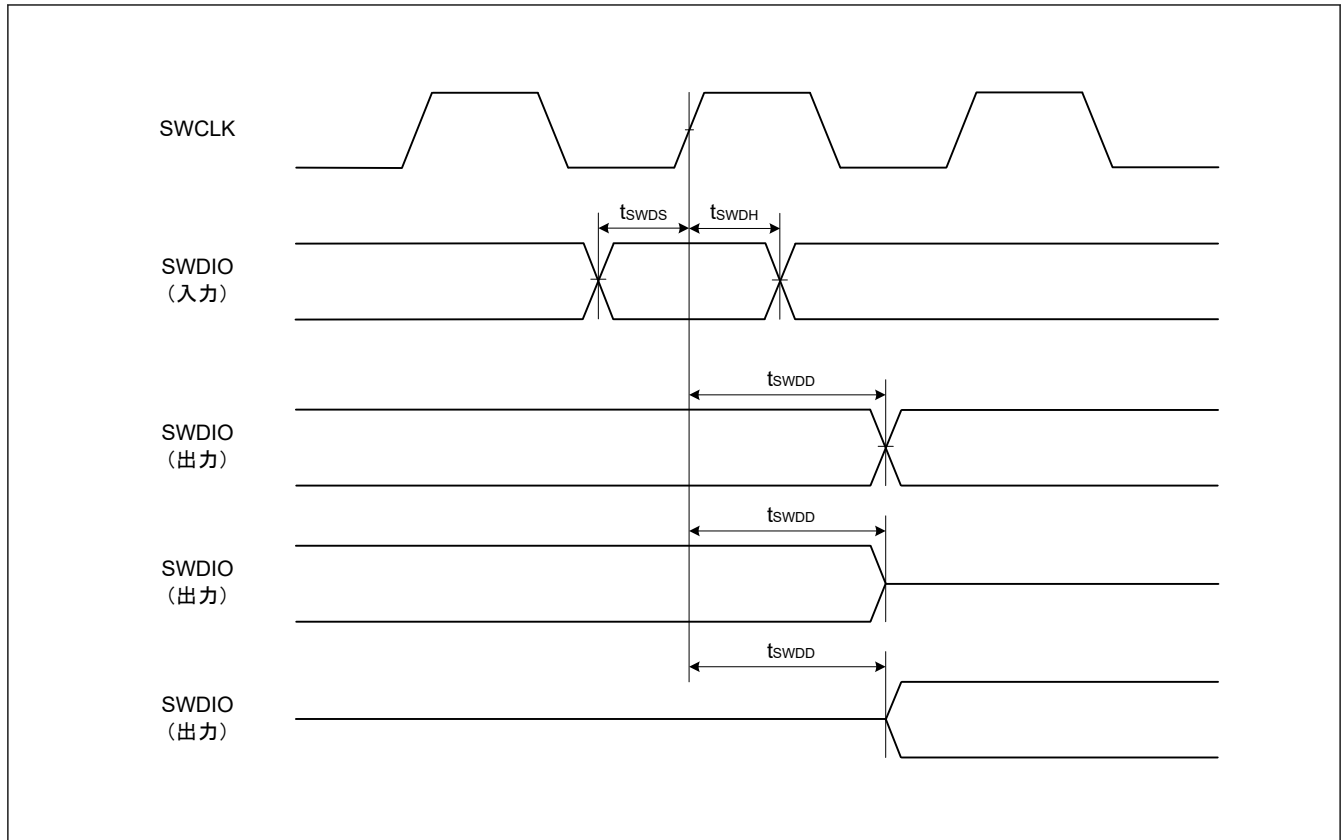 SWCLK
tSWDS
tSWDH
SWDIO
（入力）
tSWDD
SWDIO
（出力）
tSWDD
SWDIO
（出力）
tSWDD
SWDIO
（出力）